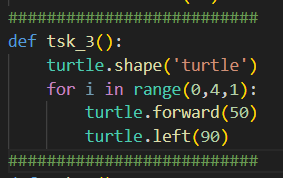 ##########################
def tsk_3():
    turtle.shape('turtle')
    for i in range(0,4,1):
        turtle.forward(50)
        turtle.left(90)
##########################